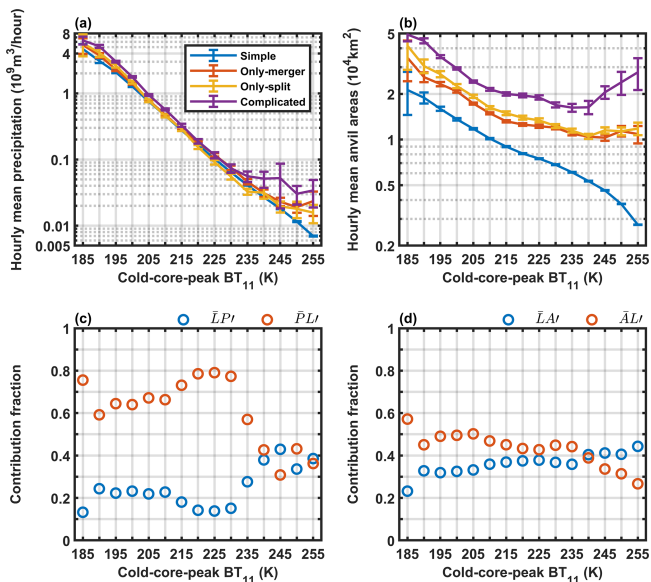 (a)
Hourly mean precipitation (10⁹ m³/hour)
8
4
1
0.1
0.01
0.005
Simple
Only-merger
Only-split
Complicated
185 195 205 215 225 235 245 255
Cold-core-peak BT₁₁ (K)
(b)
Hourly mean anvil areas (10⁴ km²)
5
1
0.5
0.2
185 195 205 215 225 235 245 255
Cold-core-peak BT₁₁ (K)
(c)
L̄P′ P̄L′
Contribution fraction
1
0.8
0.6
0.4
0.2
0
185 195 205 215 225 235 245 255
Cold-core-peak BT₁₁ (K)
(d)
L̄A′ ĀL′
Contribution fraction
1
0.8
0.6
0.4
0.2
0
185 195 205 215 225 235 245 255
Cold-core-peak BT₁₁ (K)